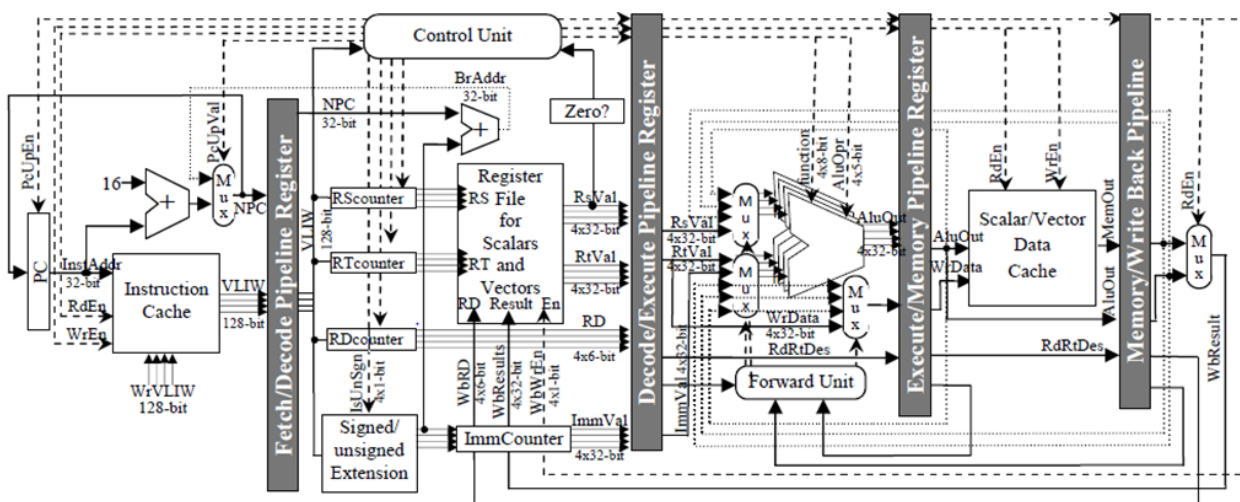 Control Unit
BrAddr
32-bit
PcUpEn
PcUpVal
16
+
M
u
x
NPC
PC
InstAddr
32-bit
RdEn
WrEn
Instruction
Cache
VLIW
128-bit
WrVLIW
128-bit
Fetch/Decode Pipeline Register
NPC
32-bit
+
Zero?
VLIW
128-bit
RScounter
RTcounter
RDcounter
RS
RT
Register
File
for
Scalars
and
Vectors
RD
Result
En
RsVal
4x32-bit
RtVal
4x32-bit
RD
4x6-bit
IsUnSgn
4x1-bit
Signed/
unsigned
Extension
ImmCounter
WbRD
4x6-bit
WbResults
4x32-bit
WbWrEn
4x1-bit
ImmVal
4x32-bit
Decode/Execute Pipeline Register
Function
4x8-bit
AluOpr
4x5-bit
RsVal
4x32-bit
RtVal
4x32-bit
M
u
x
M
u
x
M
u
x
AluOut
4x32-bit
WrData
4x32-bit
RdRtDes
ImmVal 4x32-bit
Forward Unit
Execute/Memory Pipeline Register
RdEn
WrEn
AluOut
WrData
Scalar/Vector
Data
Cache
MemOut
AluOut
RdRtDes
Memory/Write Back Pipeline
RdEn
M
u
x
WbResult